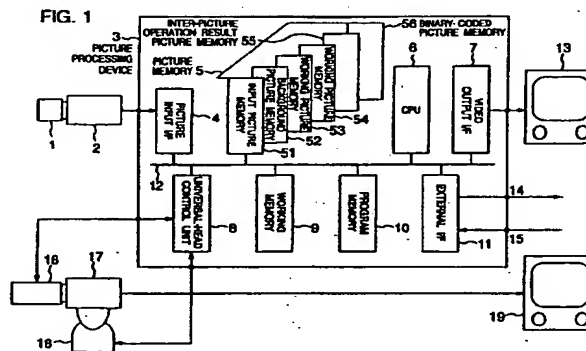 FIG. 1
3
PICTURE
PROCESSING
DEVICE
INTER-PICTURE
OPERATION RESULT
PICTURE MEMORY
55
56
BINARY-CODED
PICTURE MEMORY
PICTURE
MEMORY 5
6
7
13
1
2
PICTURE
INPUT I/F
4
INPUT PICTURE
MEMORY
51
BACKGROUND
PICTURE MEMORY
52
WORKING PICTURE
MEMORY
53
WORKING PICTURE
MEMORY
54
CPU
VIDEO
OUTPUT I/F
12
UNIVERSAL-HEAD
CONTROL UNIT
8
WORKING
MEMORY
9
PROGRAM
MEMORY
10
EXTERNAL I/F
11
14
15
16
17
18
19